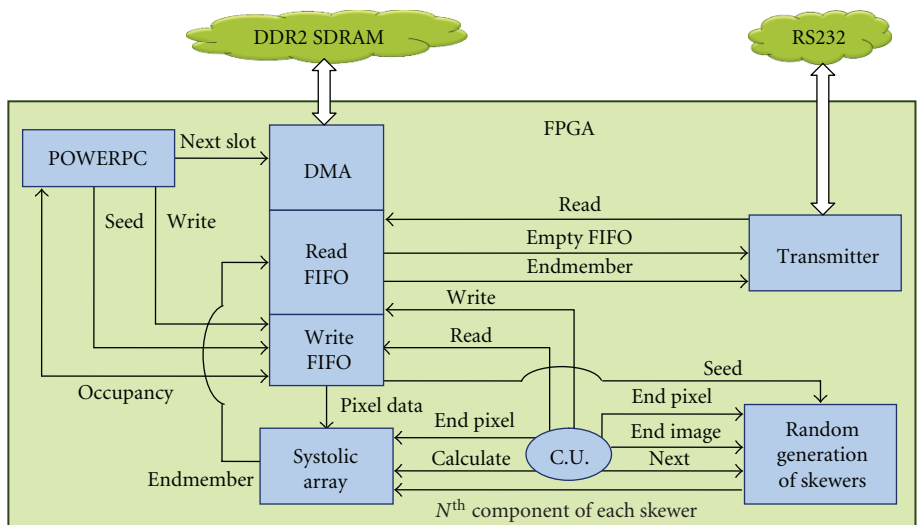 DDR2 SDRAM
RS232
FPGA
POWERPC
Next slot
DMA
Seed
Write
Read
Read
FIFO
Empty FIFO
Endmember
Transmitter
Write
Write
FIFO
Read
Occupancy
Seed
Pixel data
End pixel
End pixel
Systolic
array
Calculate
C.U.
End image
Next
Random
generation
of skewers
Endmember
Nth component of each skewer